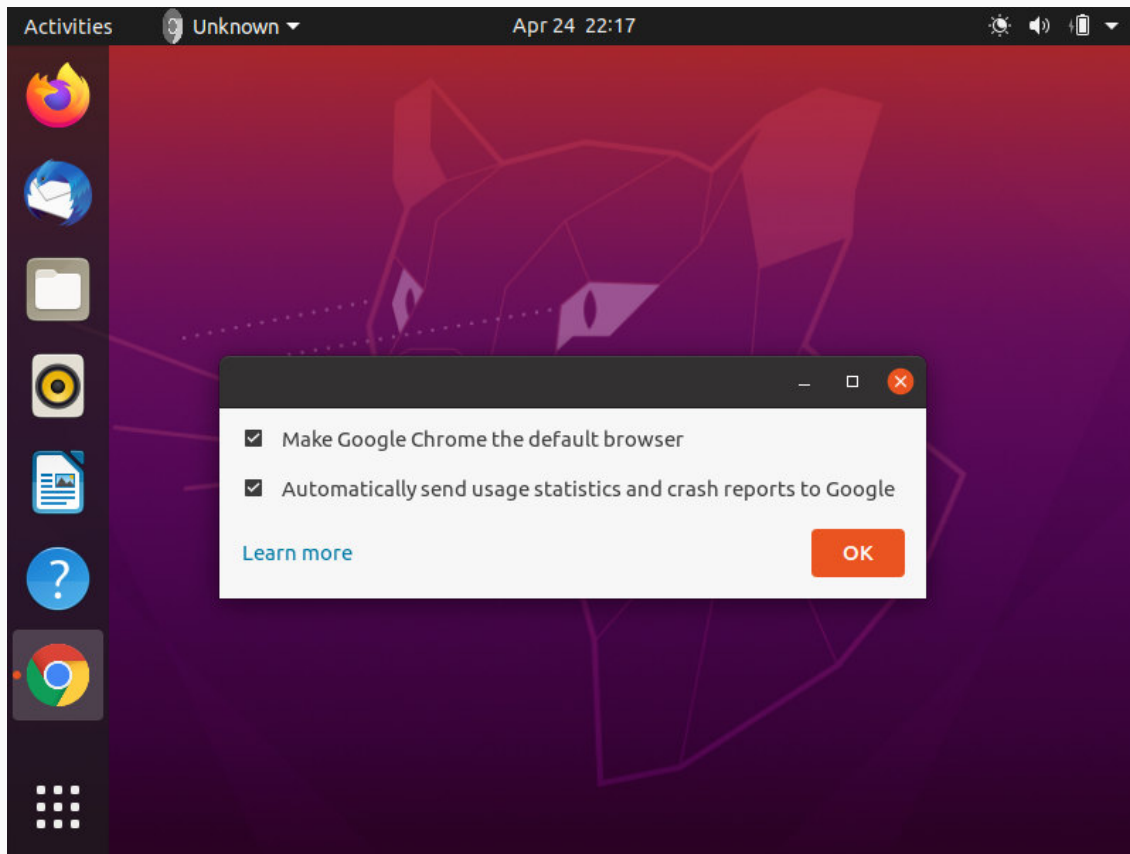 Activities Unknown Apr 24 22:17
Make Google Chrome the default browser
Automatically send usage statistics and crash reports to Google
Learn more OK